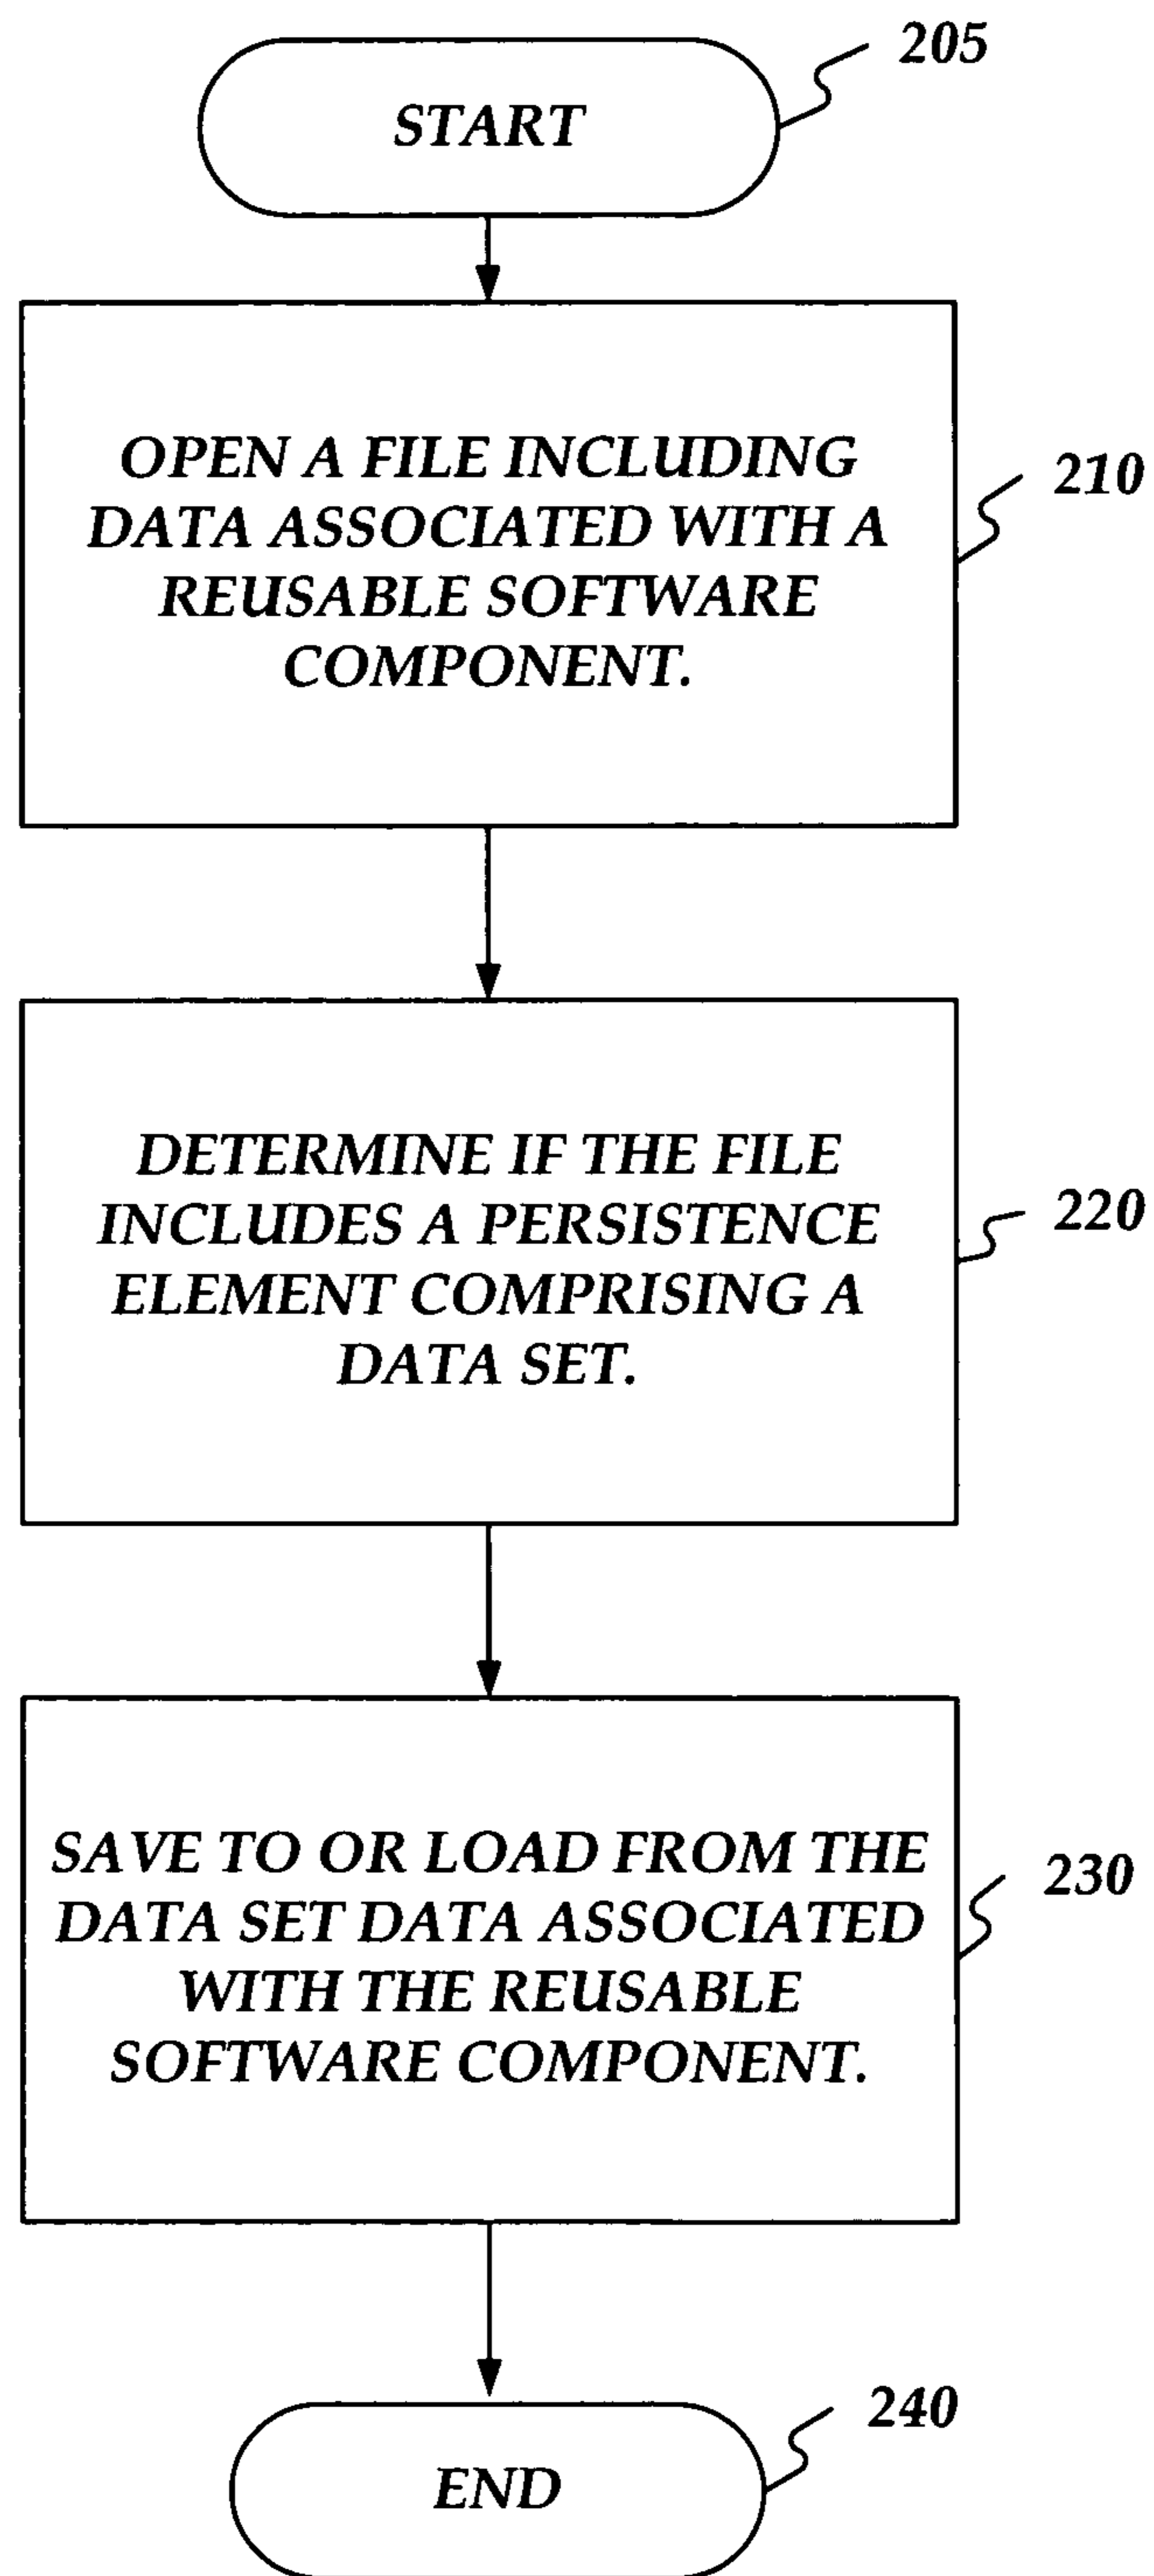 205
START
OPEN A FILE INCLUDING
DATA ASSOCIATED WITH A
REUSABLE SOFTWARE
COMPONENT.
210
DETERMINE IF THE FILE
INCLUDES A PERSISTENCE
ELEMENT COMPRISING A
DATA SET.
220
SAVE TO OR LOAD FROM THE
DATA SET DATA ASSOCIATED
WITH THE REUSABLE
SOFTWARE COMPONENT.
230
240
END